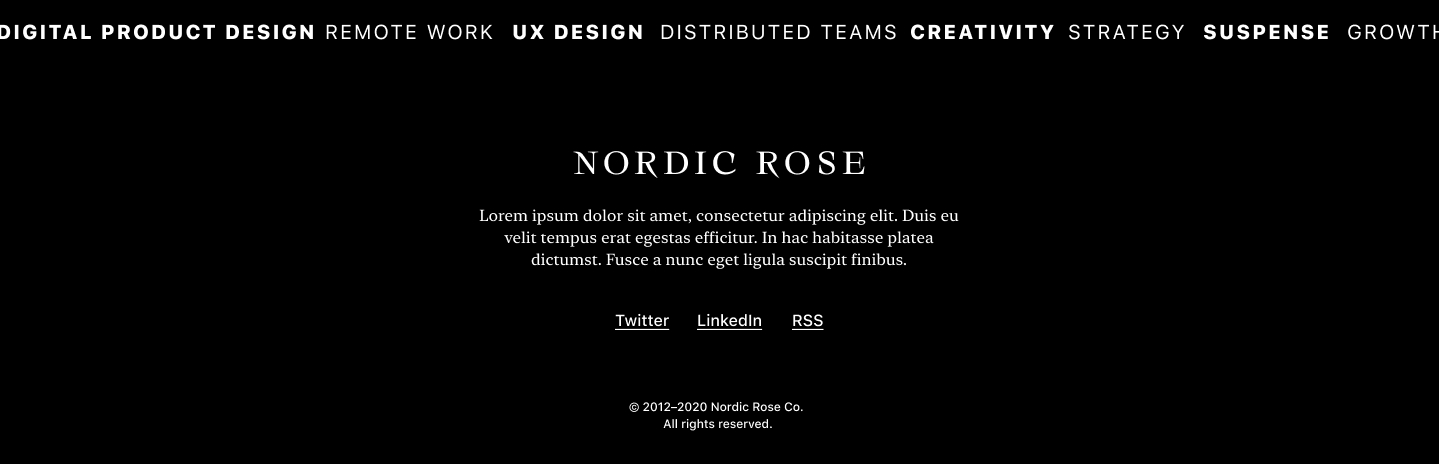 DIGITAL PRODUCT DESIGN REMOTE WORK UX DESIGN DISTRIBUTED TEAMS CREATIVITY STRATEGY SUSPENSE GROWTH
NORDIC ROSE
Lorem ipsum dolor sit amet, consectetur adipiscing elit. Duis eu
velit tempus erat egestas efficitur. In hac habitasse platea
dictumst. Fusce a nunc eget ligula suscipit finibus.
Twitter LinkedIn RSS
© 2012–2020 Nordic Rose Co.
All rights reserved.